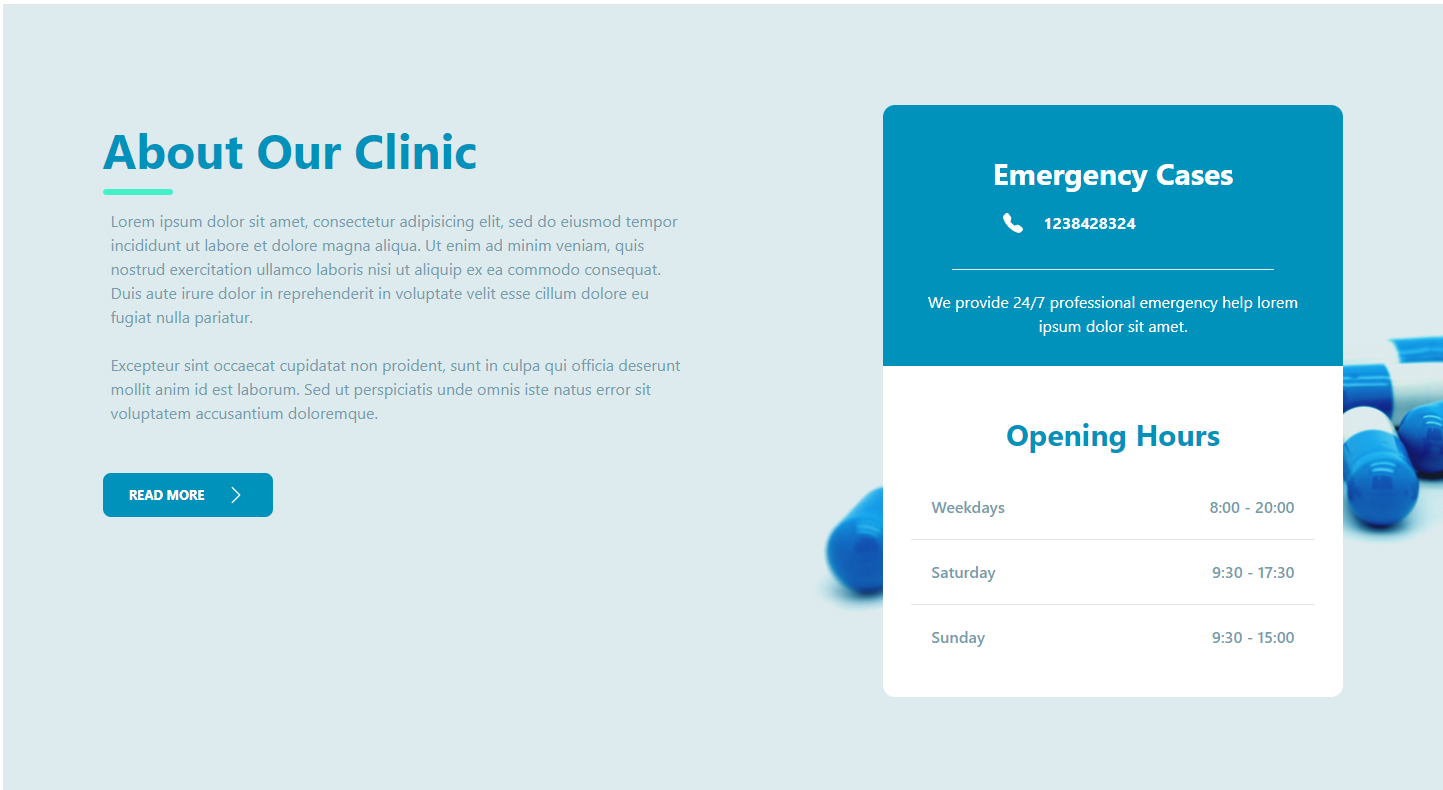 About Our Clinic
Lorem ipsum dolor sit amet, consectetur adipisicing elit, sed do eiusmod tempor
incididunt ut labore et dolore magna aliqua. Ut enim ad minim veniam, quis
nostrud exercitation ullamco laboris nisi ut aliquip ex ea commodo consequat.
Duis aute irure dolor in reprehenderit in voluptate velit esse cillum dolore eu
fugiat nulla pariatur.
Excepteur sint occaecat cupidatat non proident, sunt in culpa qui officia deserunt
mollit anim id est laborum. Sed ut perspiciatis unde omnis iste natus error sit
voluptatem accusantium doloremque.
READ MORE
Emergency Cases
1238428324
We provide 24/7 professional emergency help lorem
ipsum dolor sit amet.
Opening Hours
Weekdays 8:00 - 20:00
Saturday 9:30 - 17:30
Sunday 9:30 - 15:00